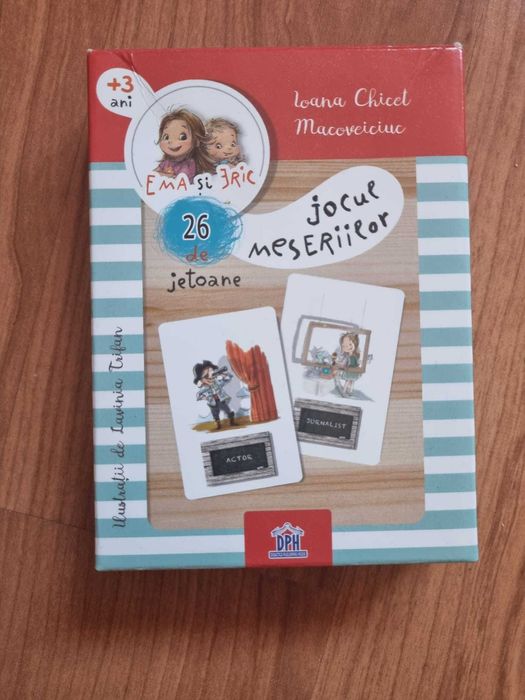 +3
ani
Ioana Chicet
Macoveiciuc
EMA și ERIC
26
de
jetoane
jocul
MESERIILOR
ACTOR
JURNALIST
Ilustrații de Lavinia Trifan
DPH